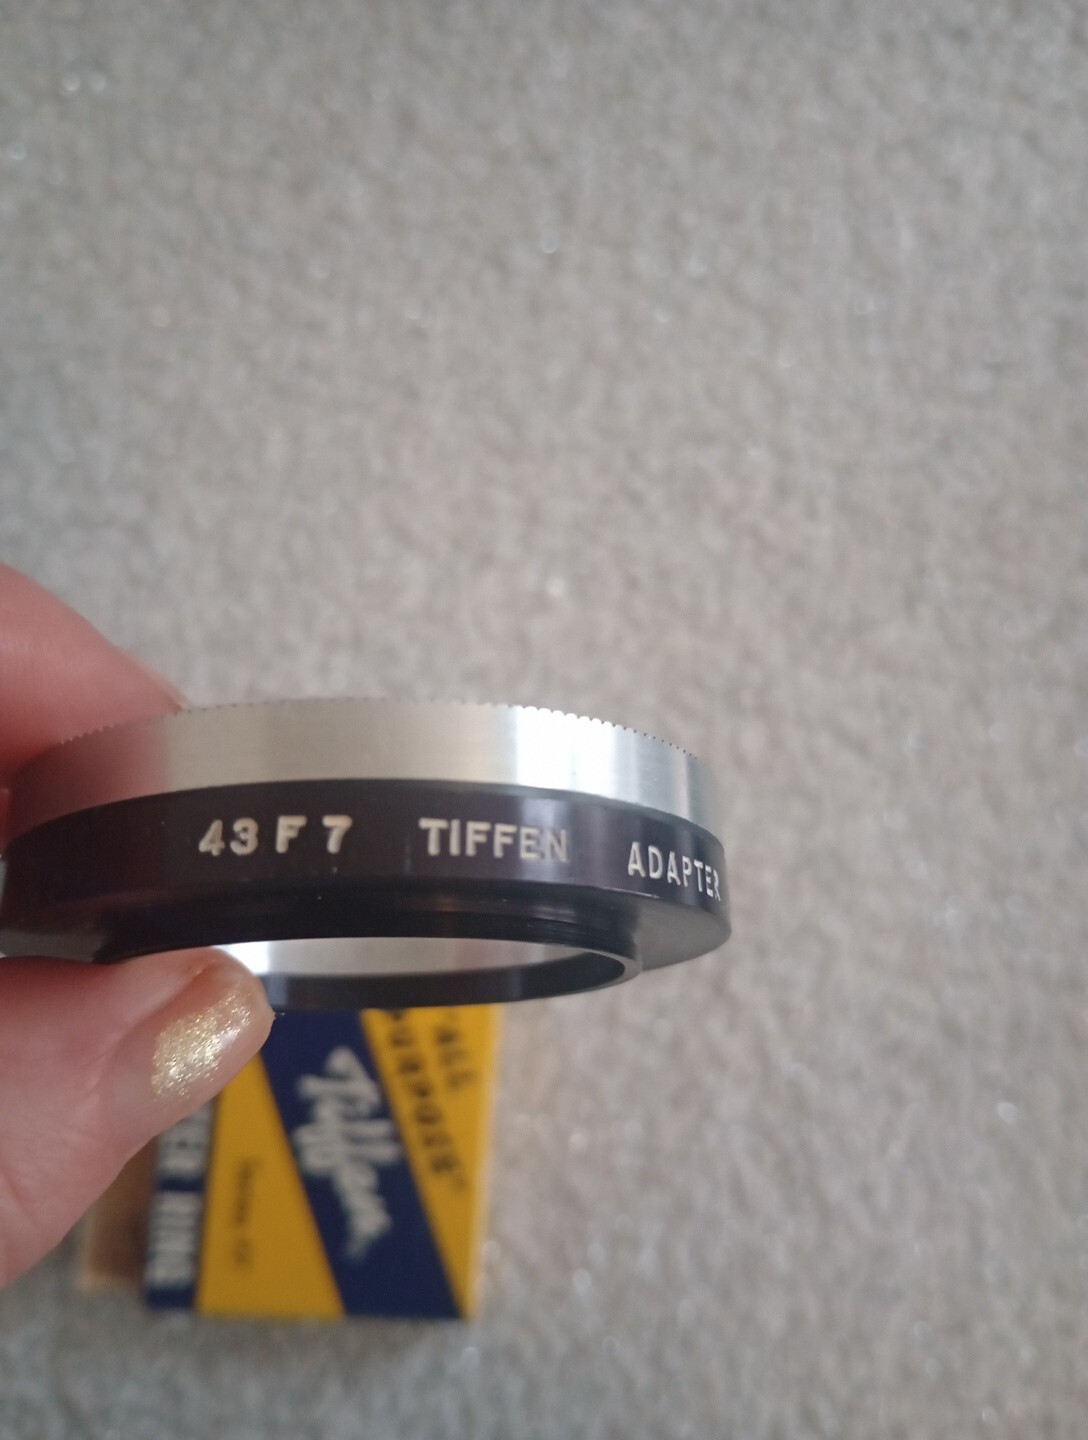 43 F 7 TIFFEN ADAPTER
"ALL
PURPOSE"
Tiffen